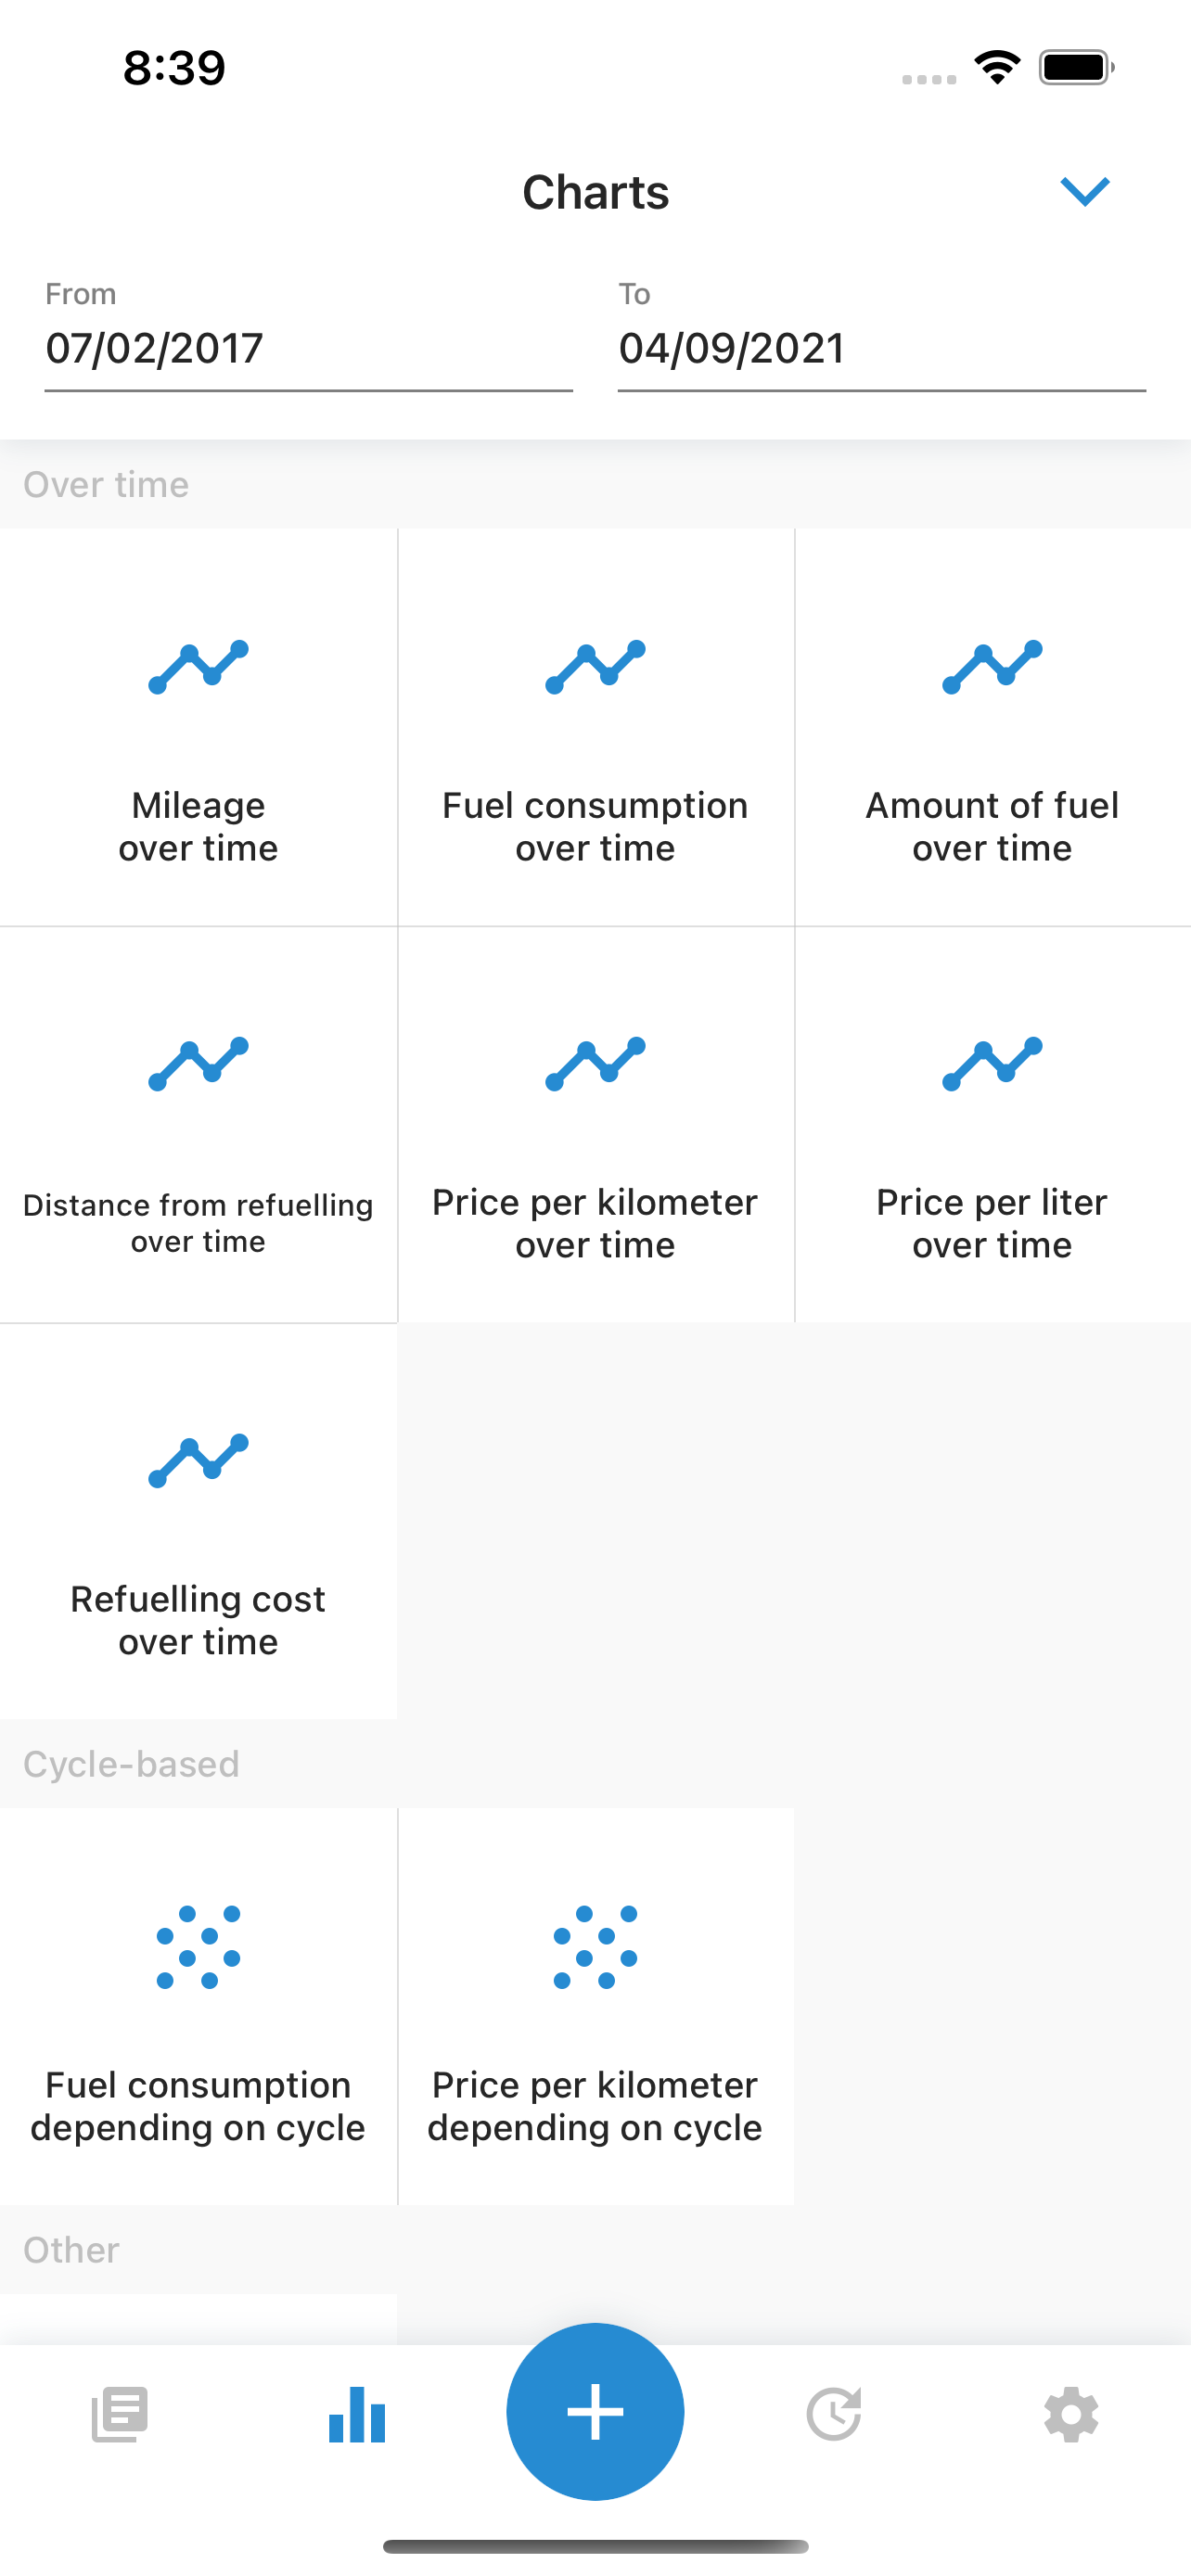 8:39
Charts
From
07/02/2017
To
04/09/2021
Over time
Mileage
over time
Fuel consumption
over time
Amount of fuel
over time
Distance from refuelling
over time
Price per kilometer
over time
Price per liter
over time
Refuelling cost
over time
Cycle-based
Fuel consumption
depending on cycle
Price per kilometer
depending on cycle
Other